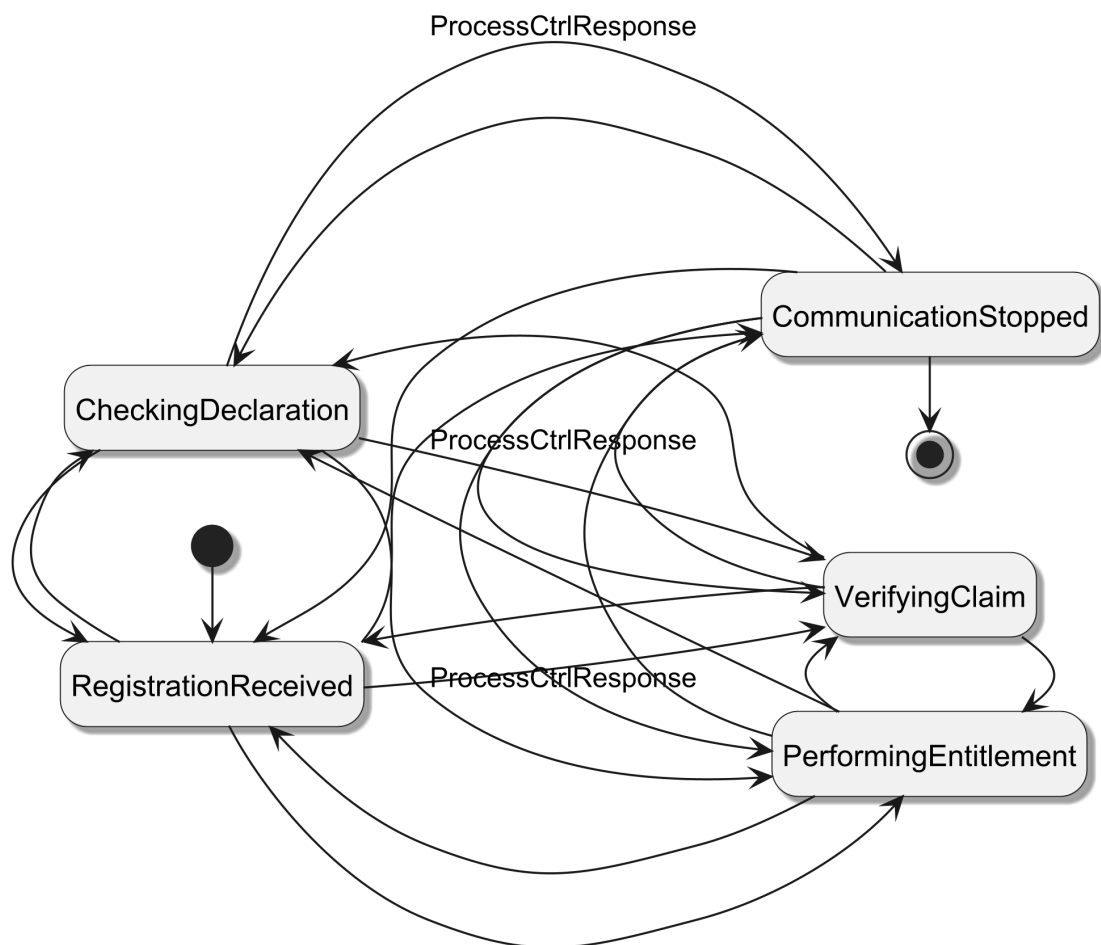 ProcessCtrlResponse
CommunicationStopped
CheckingDeclaration
ProcessCtrlResponse
VerifyingClaim
RegistrationReceived
ProcessCtrlResponse
PerformingEntitlement